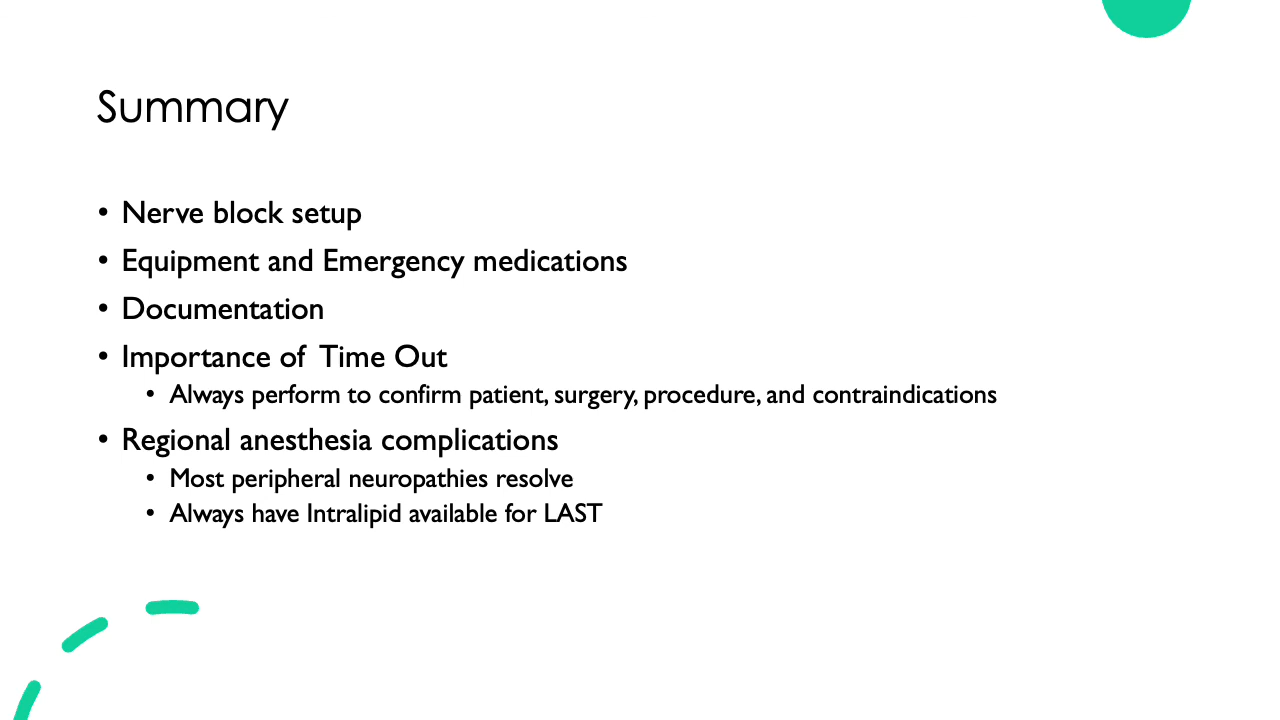 Summary
• Nerve block setup
• Equipment and Emergency medications
• Documentation
• Importance of Time Out
• Always perform to confirm patient, surgery, procedure, and contraindications
• Regional anesthesia complications
• Most peripheral neuropathies resolve
• Always have Intralipid available for LAST